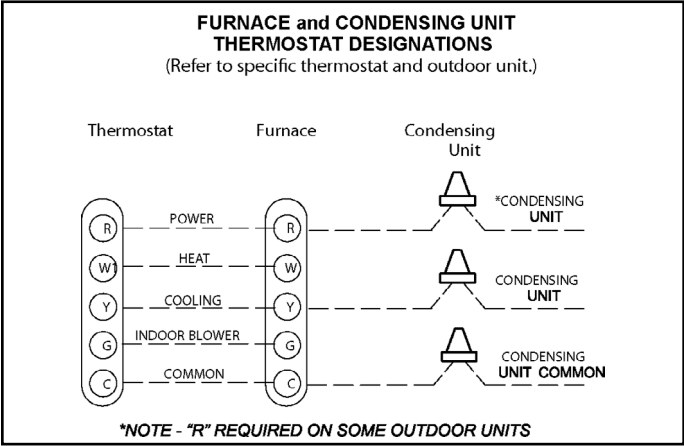 FURNACE and CONDENSING UNIT
THERMOSTAT DESIGNATIONS
(Refer to specific thermostat and outdoor unit.)
Thermostat
Furnace
Condensing
Unit
*CONDENSING
UNIT
R
POWER
R
W1
HEAT
W
CONDENSING
UNIT
Y
COOLING
Y
G
INDOOR BLOWER
G
CONDENSING
UNIT COMMON
C
COMMON
C
*NOTE - "R" REQUIRED ON SOME OUTDOOR UNITS